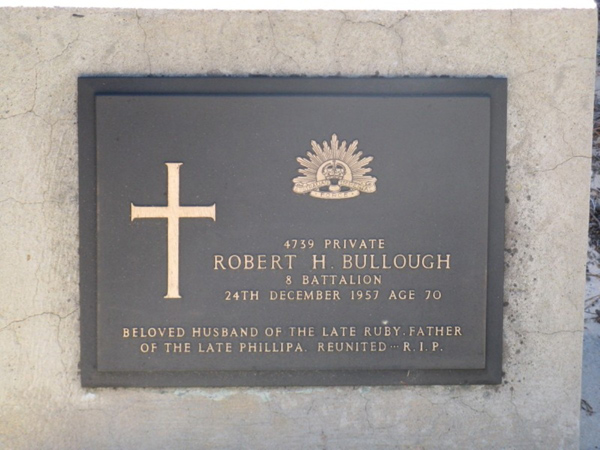 4739 PRIVATE
ROBERT H. BULLOUGH
8 BATTALION
24TH DECEMBER 1957 AGE 70
BELOVED HUSBAND OF THE LATE RUBY. FATHER
OF THE LATE PHILLIPA. REUNITED ··· R.I.P.